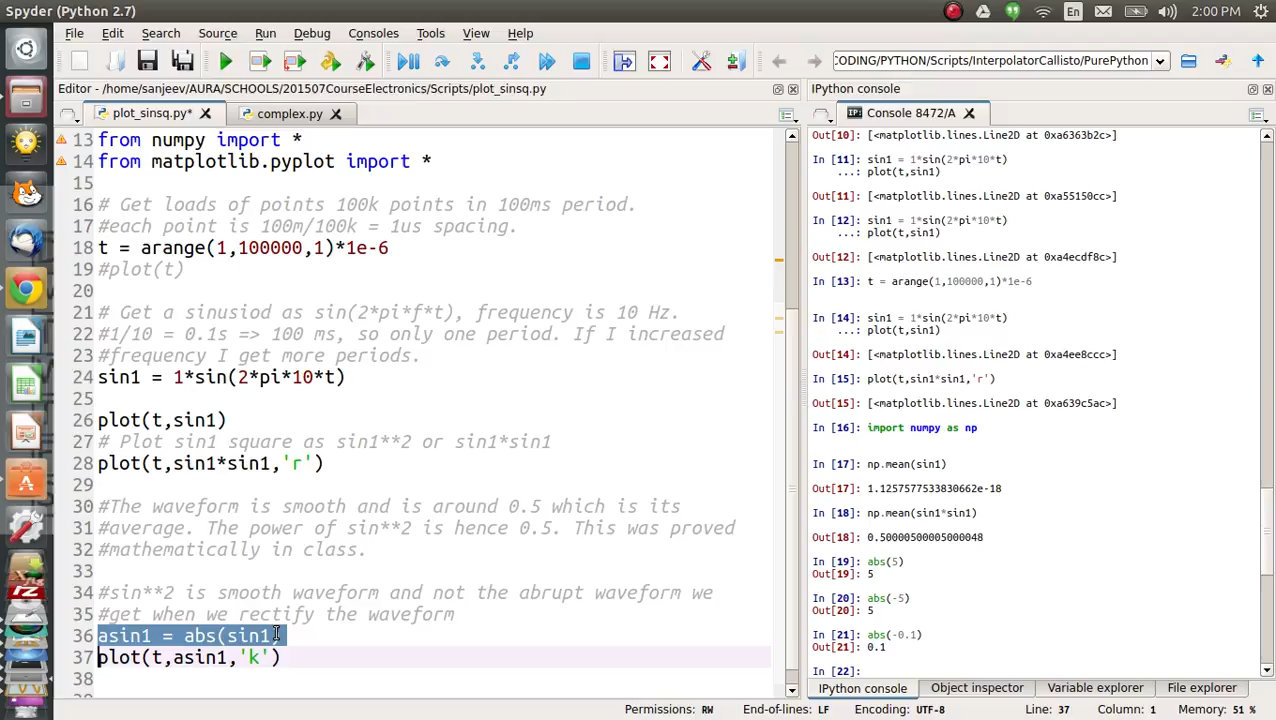 Spyder (Python 2.7)
En
2:00 PM
File Edit Search Source Run Debug Consoles Tools View Help
:CODING/PYTHON/Scripts/InterpolatorCallisto/PurePython
Editor - /home/sanjeev/AURA/SCHOOLS/201507CourseElectronics/Scripts/plot_sinsq.py
plot_sinsq.py*
complex.py
13 from numpy import *
14 from matplotlib.pyplot import *
15
16 # Get loads of points 100k points in 100ms period.
17 #each point is 100m/100k = 1us spacing.
18 t = arange(1,100000,1)*1e-6
19 #plot(t)
20
21 # Get a sinusiod as sin(2*pi*f*t), frequency is 10 Hz.
22 #1/10 = 0.1s => 100 ms, so only one period. If I increased
23 #frequency I get more periods.
24 sin1 = 1*sin(2*pi*10*t)
25
26 plot(t,sin1)
27 # Plot sin1 square as sin1**2 or sin1*sin1
28 plot(t,sin1*sin1,'r')
29
30 #The waveform is smooth and is around 0.5 which is its
31 #average. The power of sin**2 is hence 0.5. This was proved
32 #mathematically in class.
33
34 #sin**2 is smooth waveform and not the abrupt waveform we
35 #get when we rectify the waveform
36 asin1 = abs(sin1)
37 plot(t,asin1,'k')
38
IPython console
IP: Console 8472/A
Out[10]: [<matplotlib.lines.Line2D at 0xa6363b2c>]
In [11]: sin1 = 1*sin(2*pi*10*t)
...: plot(t,sin1)
Out[11]: [<matplotlib.lines.Line2D at 0xa55150cc>]
In [12]: sin1 = 1*sin(2*pi*10*t)
...: plot(t,sin1)
Out[12]: [<matplotlib.lines.Line2D at 0xa4ecdf8c>]
In [13]: t = arange(1,100000,1)*1e-6
In [14]: sin1 = 1*sin(2*pi*10*t)
...: plot(t,sin1)
Out[14]: [<matplotlib.lines.Line2D at 0xa4ee8ccc>]
In [15]: plot(t,sin1*sin1,'r')
Out[15]: [<matplotlib.lines.Line2D at 0xa639c5ac>]
In [16]: import numpy as np
In [17]: np.mean(sin1)
Out[17]: 1.1257577533830662e-18
In [18]: np.mean(sin1*sin1)
Out[18]: 0.50000500005000048
In [19]: abs(5)
Out[19]: 5
In [20]: abs(-5)
Out[20]: 5
In [21]: abs(-0.1)
Out[21]: 0.1
In [22]:
IPython console Object inspector Variable explorer File explorer
Permissions: RW End-of-lines: LF Encoding: UTF-8 Line: 37 Column: 1 Memory: 51 %